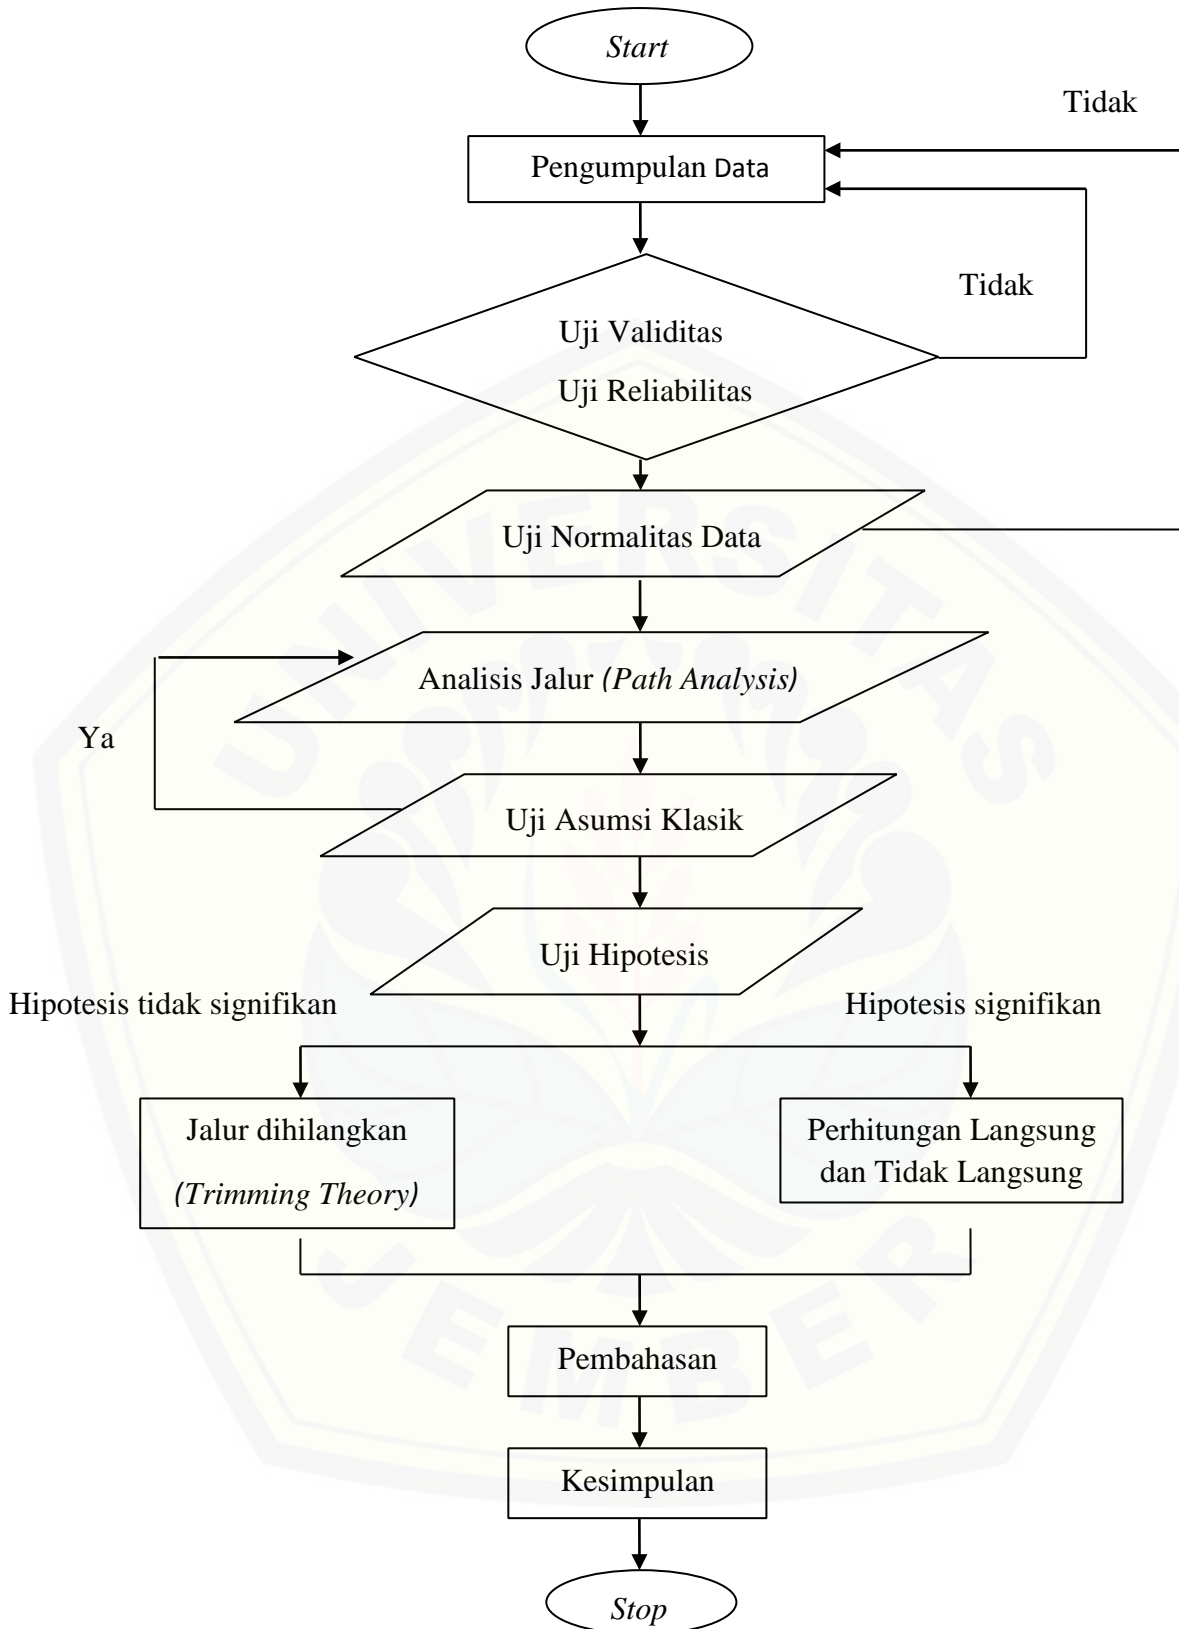 Start
Tidak
Pengumpulan Data
Tidak
Uji Validitas
Uji Reliabilitas
Uji Normalitas Data
Analisis Jalur (Path Analysis)
Ya
Uji Asumsi Klasik
Uji Hipotesis
Hipotesis tidak signifikan
Hipotesis signifikan
Jalur dihilangkan
(Trimming Theory)
Perhitungan Langsung
dan Tidak Langsung
Pembahasan
Kesimpulan
Stop
UNIVERSITAS
JEMBER